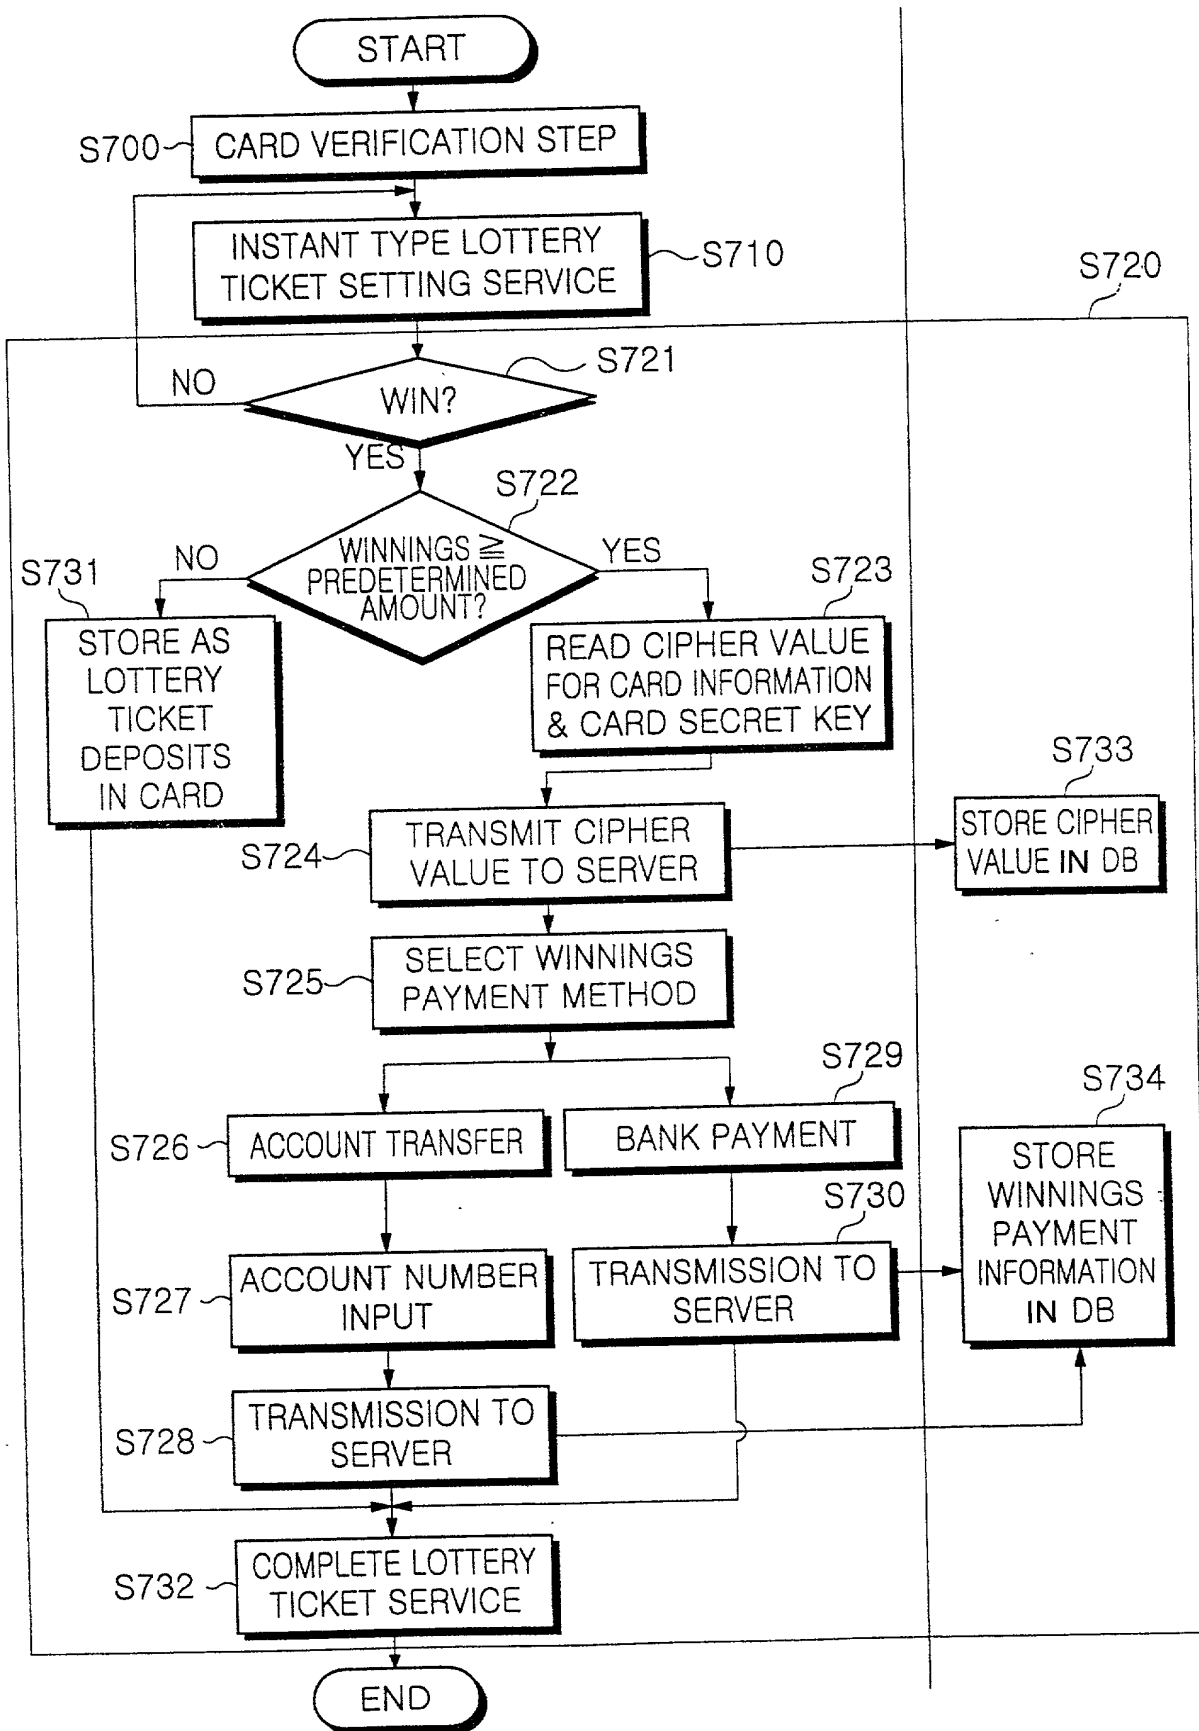 START
S700
CARD VERIFICATION STEP
INSTANT TYPE LOTTERY
TICKET SETTING SERVICE
S710
S720
S721
NO
WIN?
YES
S722
NO
WINNINGS ≧
PREDETERMINED
AMOUNT?
YES
S731
STORE AS
LOTTERY
TICKET
DEPOSITS
IN CARD
S723
READ CIPHER VALUE
FOR CARD INFORMATION
& CARD SECRET KEY
S724
TRANSMIT CIPHER
VALUE TO SERVER
S733
STORE CIPHER
VALUE IN DB
S725
SELECT WINNINGS
PAYMENT METHOD
S726
ACCOUNT TRANSFER
S729
BANK PAYMENT
S734
STORE
WINNINGS
PAYMENT
INFORMATION
IN DB
S727
ACCOUNT NUMBER
INPUT
S730
TRANSMISSION TO
SERVER
S728
TRANSMISSION TO
SERVER
S732
COMPLETE LOTTERY
TICKET SERVICE
END